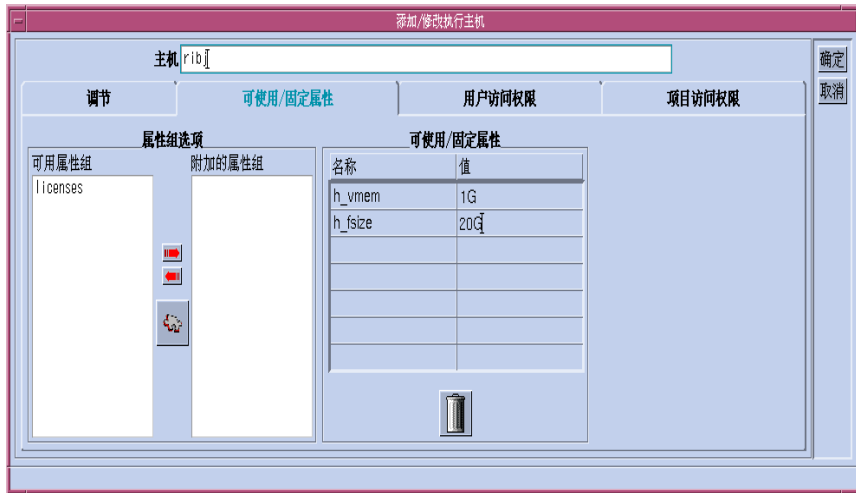 添加/修改执行主机
主机 ribj
确定
取消
调节 可使用/固定属性 用户访问权限 项目访问权限
属性组选项 可使用/固定属性
可用属性组 附加的属性组 名称 值
licenses
h_vmem 1G
h_fsize 20G